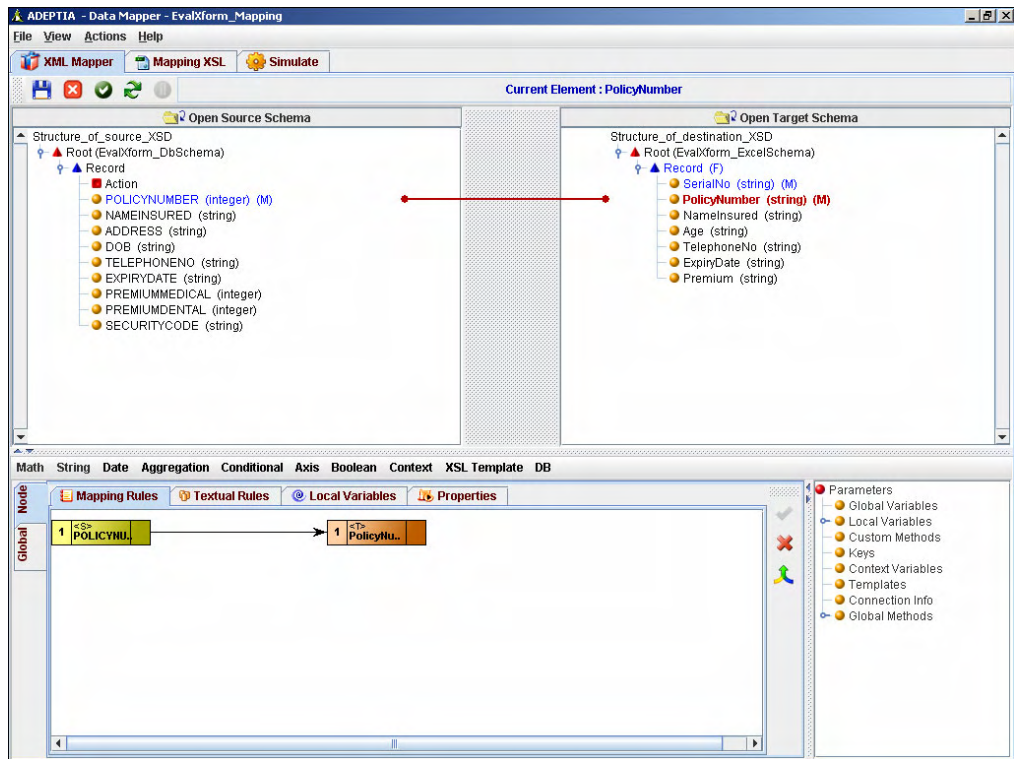 ADEPTIA - Data Mapper - EvalXform_Mapping
File View Actions Help
XML Mapper Mapping XSL Simulate
Current Element : PolicyNumber
Open Source Schema
Structure_of_source_XSD
Root (EvalXform_DbSchema)
Record
Action
POLICYNUMBER (integer) (M)
NAMEINSURED (string)
ADDRESS (string)
DOB (string)
TELEPHONENO (string)
EXPIRYDATE (string)
PREMIUMMEDICAL (integer)
PREMIUMDENTAL (integer)
SECURITYCODE (string)
Open Target Schema
Structure_of_destination_XSD
Root (EvalXform_ExcelSchema)
Record (F)
SerialNo (string) (M)
PolicyNumber (string) (M)
NameInsured (string)
Age (string)
TelephoneNo (string)
ExpiryDate (string)
Premium (string)
Math String Date Aggregation Conditional Axis Boolean Context XSL Template DB
Node
Global
Mapping Rules Textual Rules Local Variables Properties
1 <S> POLICYNU..
1 <T> PolicyNu..
Parameters
Global Variables
Local Variables
Custom Methods
Keys
Context Variables
Templates
Connection Info
Global Methods